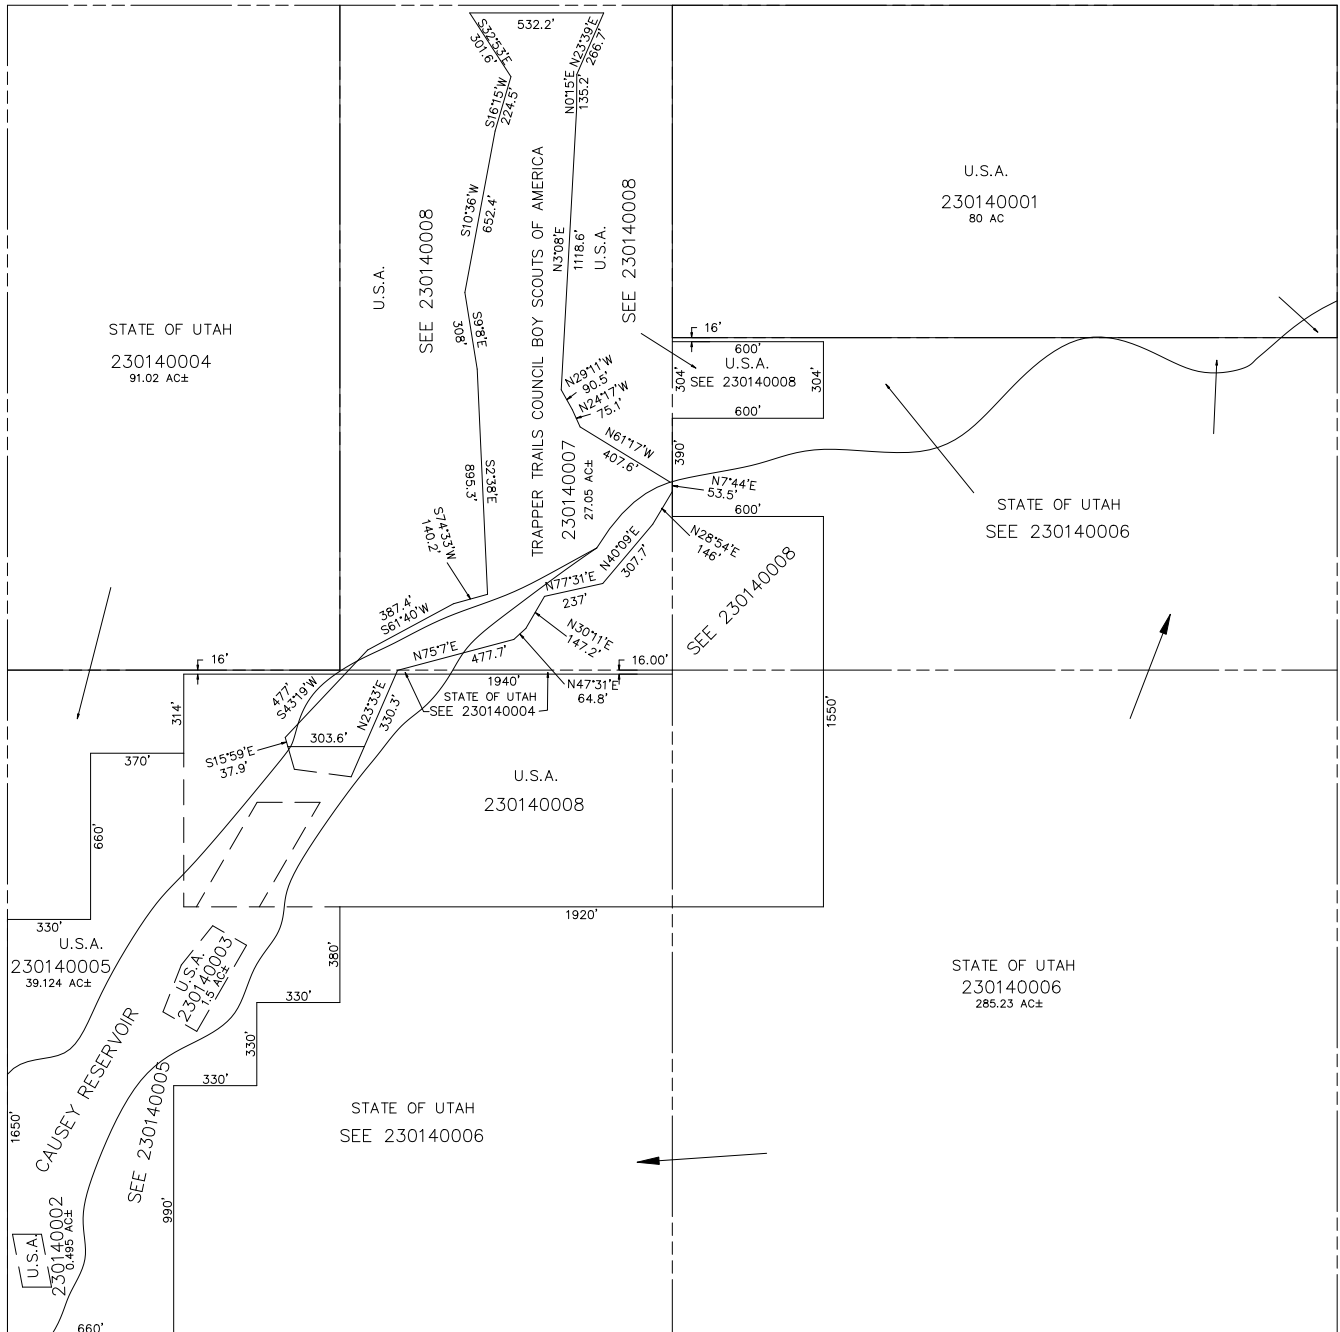 532.2'
S32°53'E
301.6'
N23°39'E
266.7'
S16°15'W
224.5'
N0°15'E
135.2'
S10°36'W
652.4'
N3°08'E
1118.6'
U.S.A.
SEE 230140008
TRAPPER TRAILS COUNCIL BOY SCOUTS OF AMERICA
230140007
27.05 AC±
U.S.A.
SEE 230140008
U.S.A.
230140001
80 AC
STATE OF UTAH
230140004
91.02 AC±
S9°8'E
308'
16'
600'
U.S.A.
SEE 230140008
304'
304'
600'
N29°11'W
90.5'
N24°17'W
75.1'
N61°17'W
407.6'
390'
N7°44'E
53.5'
600'
S2°38'E
895.3'
STATE OF UTAH
SEE 230140006
S74°33'W
140.2'
N28°54'E
146'
N40°09'E
307.7'
N77°31'E
237'
SEE 230140008
387.4'
S61°40'W
N30°11'E
147.2'
N75°7'E
477.7'
16'
16.00'
N47°31'E
64.8'
1940'
STATE OF UTAH
SEE 230140004
477'
S43°19'W
N23°33'E
330.3'
314'
1550'
303.6'
S15°59'E
37.9'
370'
U.S.A.
230140008
660'
330'
1920'
U.S.A.
230140005
39.124 AC±
U.S.A.
230140003
1.5 AC±
380'
STATE OF UTAH
230140006
285.23 AC±
330'
330'
330'
CAUSEY RESERVOIR
SEE 230140005
1650'
STATE OF UTAH
SEE 230140006
990'
U.S.A.
230140002
0.495 AC±
660'